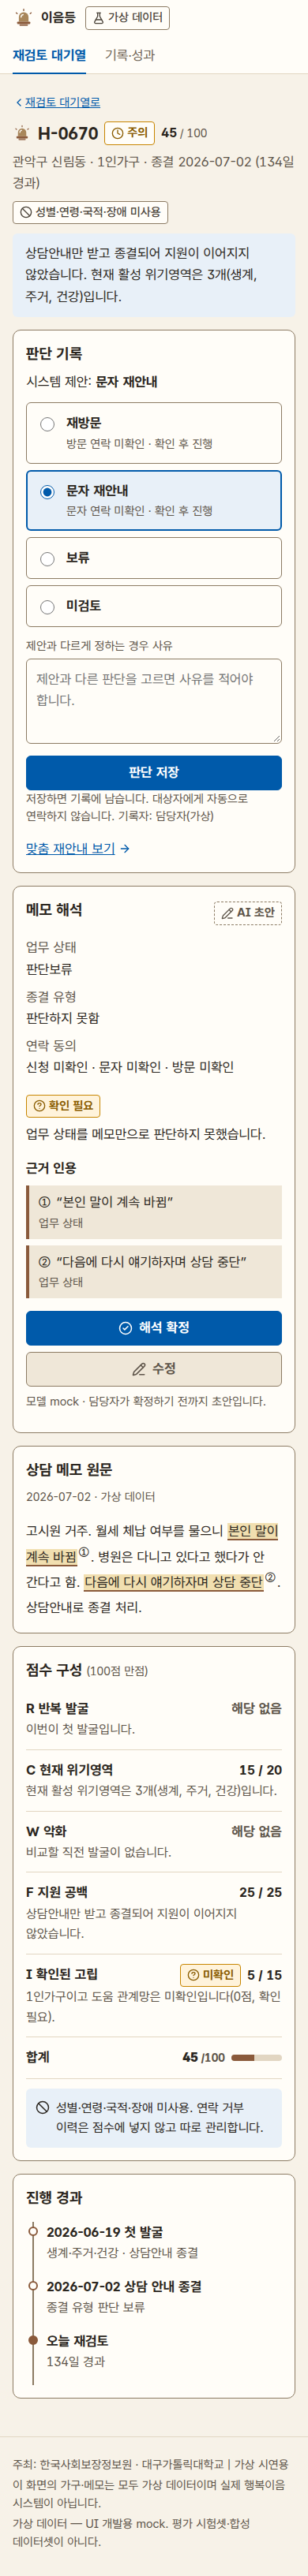 이음등 가상 데이터
재검토 대기열 기록·성과
재검토 대기열로
H-0670 주의 45 / 100
관악구 신림동 · 1인가구 · 종결 2026-07-02 (134일
경과)
성별·연령·국적·장애 미사용
상담안내만 받고 종결되어 지원이 이어지지
않았습니다. 현재 활성 위기영역은 3개(생계,
주거, 건강)입니다.
판단 기록
시스템 제안: 문자 재안내
재방문
방문 연락 미확인 · 확인 후 진행
문자 재안내
문자 연락 미확인 · 확인 후 진행
보류
미검토
제안과 다르게 정하는 경우 사유
제안과 다른 판단을 고르면 사유를 적어야
합니다.
판단 저장
저장하면 기록에 남습니다. 대상자에게 자동으로
연락하지 않습니다. 기록자: 담당자(가상)
맞춤 재안내 보기 →
메모 해석 AI 초안
업무 상태
판단보류
종결 유형
판단하지 못함
연락 동의
신청 미확인 · 문자 미확인 · 방문 미확인
확인 필요
업무 상태를 메모만으로 판단하지 못했습니다.
근거 인용
① “본인 말이 계속 바뀜”
업무 상태
② “다음에 다시 얘기하자며 상담 중단”
업무 상태
해석 확정
수정
모델 mock · 담당자가 확정하기 전까지 초안입니다.
상담 메모 원문
2026-07-02 · 가상 데이터
고시원 거주. 월세 체납 여부를 물으니 본인 말이
계속 바뀜①. 병원은 다니고 있다고 했다가 안
간다고 함. 다음에 다시 얘기하자며 상담 중단②.
상담안내로 종결 처리.
점수 구성 (100점 만점)
R 반복 발굴 해당 없음
이번이 첫 발굴입니다.
C 현재 위기영역 15 / 20
현재 활성 위기영역은 3개(생계, 주거, 건강)입니다.
W 악화 해당 없음
비교할 직전 발굴이 없습니다.
F 지원 공백 25 / 25
상담안내만 받고 종결되어 지원이 이어지지
않았습니다.
I 확인된 고립 미확인 5 / 15
1인가구이고 도움 관계망은 미확인입니다(0점, 확인
필요).
합계 45 /100
성별·연령·국적·장애 미사용. 연락 거부
이력은 점수에 넣지 않고 따로 관리합니다.
진행 경과
2026-06-19 첫 발굴
생계·주거·건강 · 상담안내 종결
2026-07-02 상담 안내 종결
종결 유형 판단 보류
오늘 재검토
134일 경과
주최: 한국사회보장정보원 · 대구가톨릭대학교 | 가상 시연용
이 화면의 가구·메모는 모두 가상 데이터이며 실제 행복이음
시스템이 아닙니다.
가상 데이터 — UI 개발용 mock. 평가 시험셋·합성
데이터셋이 아니다.